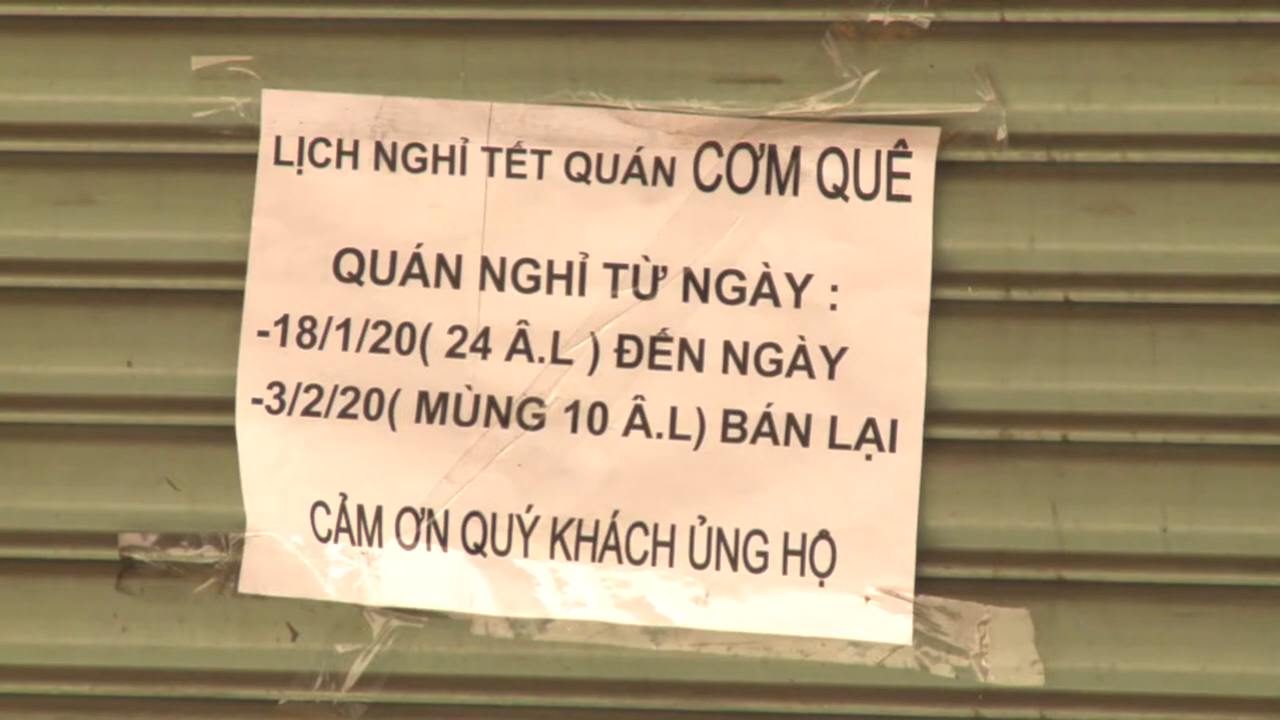 LỊCH NGHỈ TẾT QUÁN CƠM QUÊ
QUÁN NGHỈ TỪ NGÀY :
-18/1/20( 24 Â.L ) ĐẾN NGÀY
-3/2/20( MÙNG 10 Â.L) BÁN LẠI
CẢM ƠN QUÝ KHÁCH ỦNG HỘ